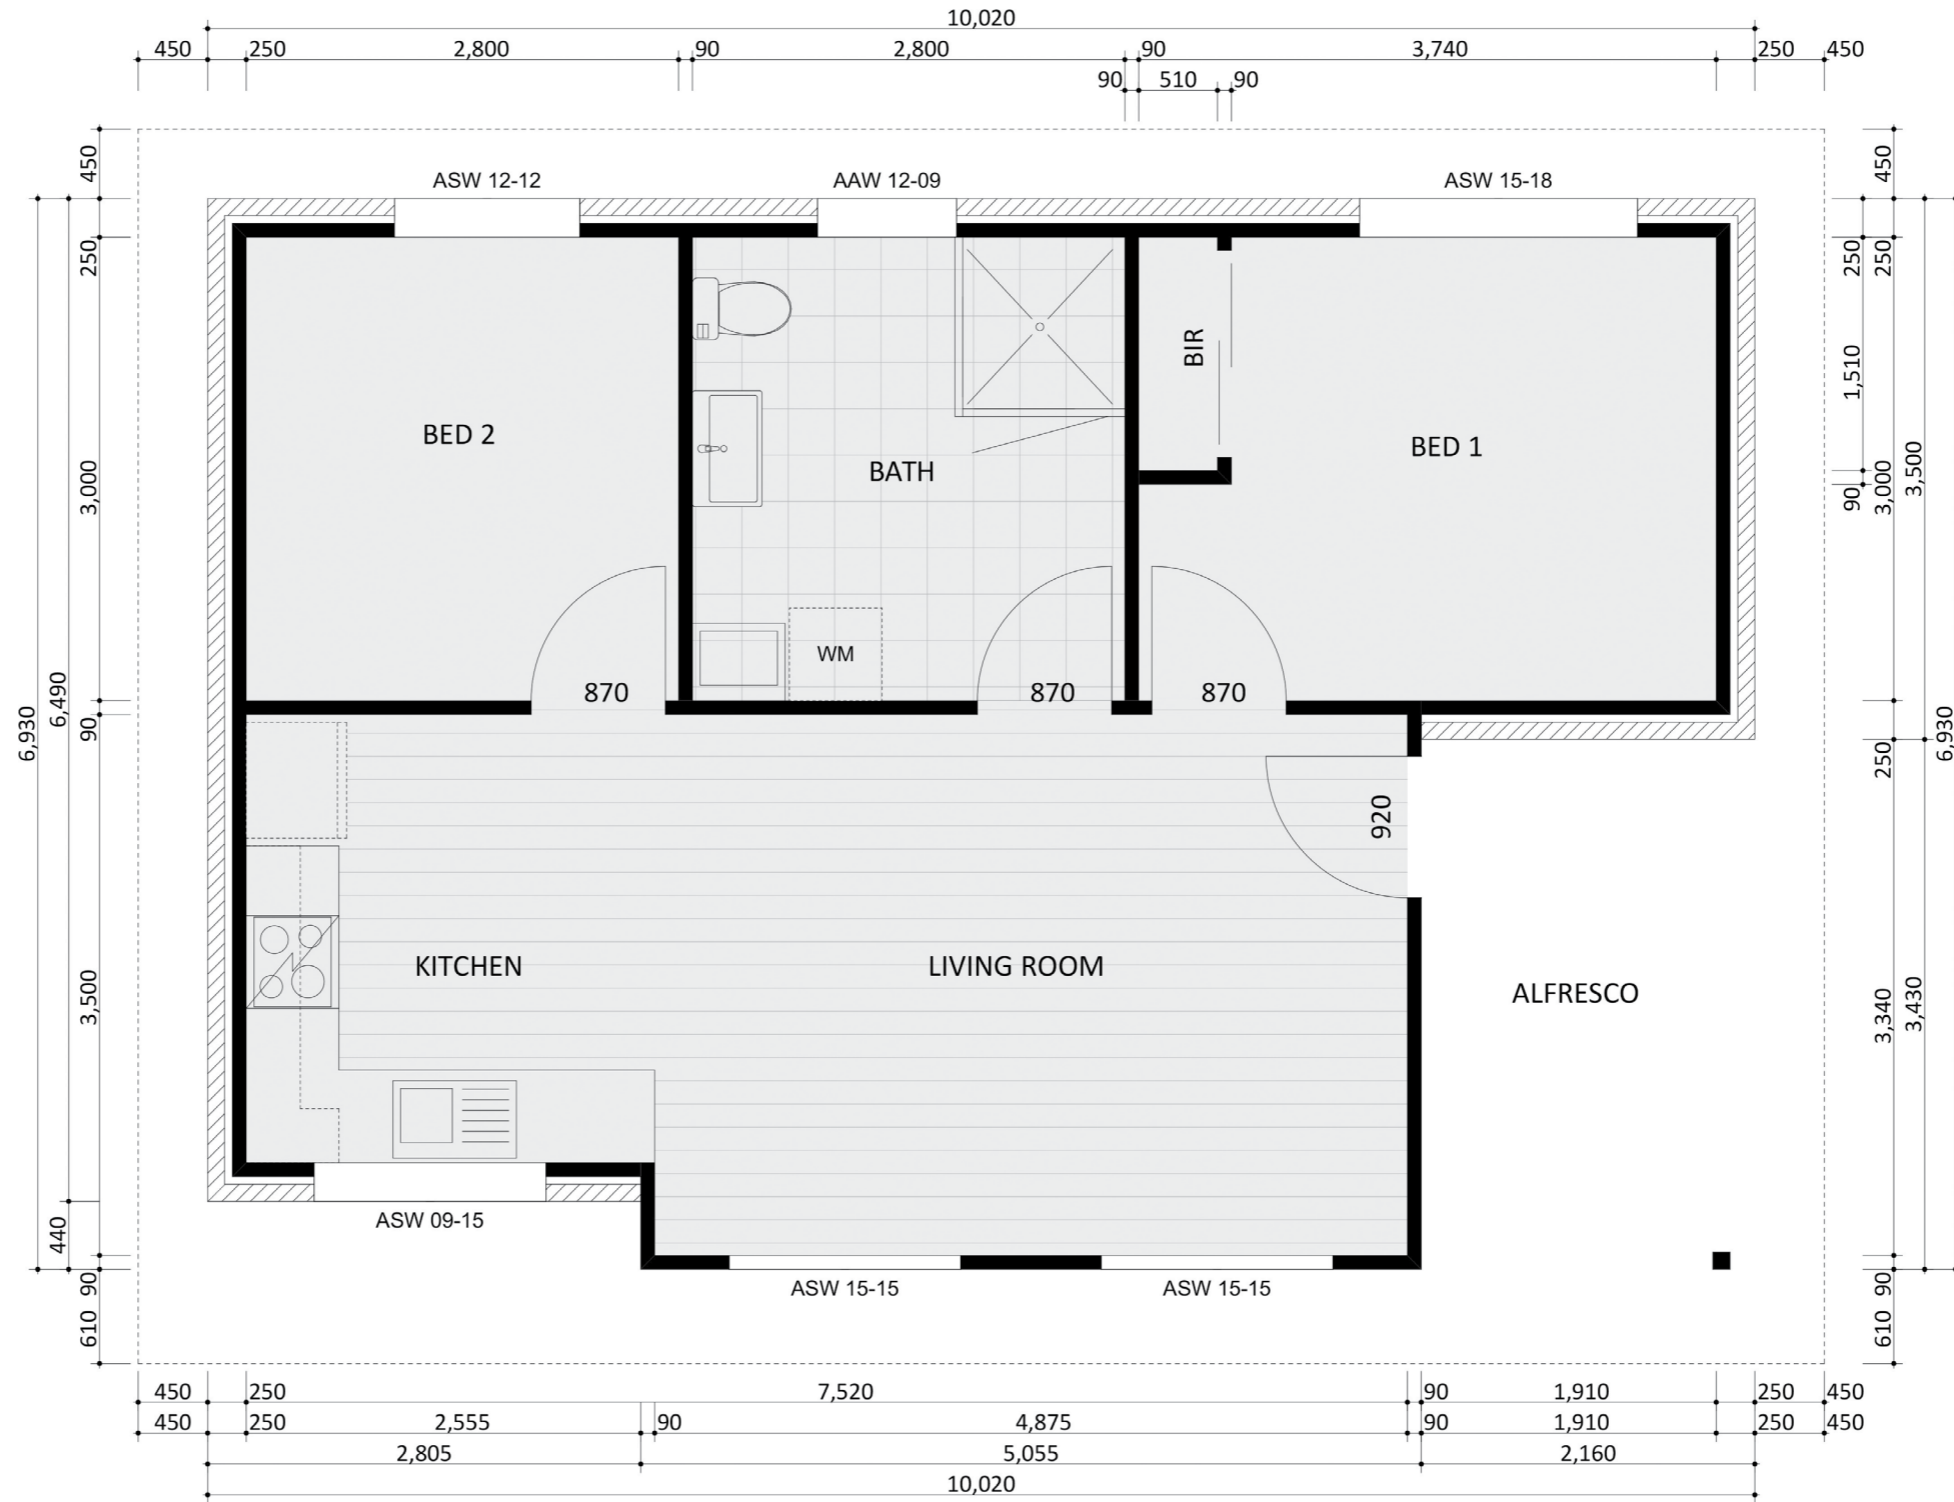 10,020
450 250 2,800 90 2,800 90 3,740 250 450
90 510 90
ASW 12-12 AAW 12-09 ASW 15-18
450
250
3,000
90
3,500
90
610
6,490
440
6,930
BED 2
BATH
BIR
BED 1
WM
870 870 870
920
KITCHEN LIVING ROOM ALFRESCO
ASW 09-15
ASW 15-15 ASW 15-15
250
1,510
90
450
250
3,000
250
3,340
90
610
3,500
3,430
6,930
450 250 7,520 90 1,910 250 450
450 250 2,555 90 4,875 90 1,910 250 450
2,805 5,055 2,160
10,020